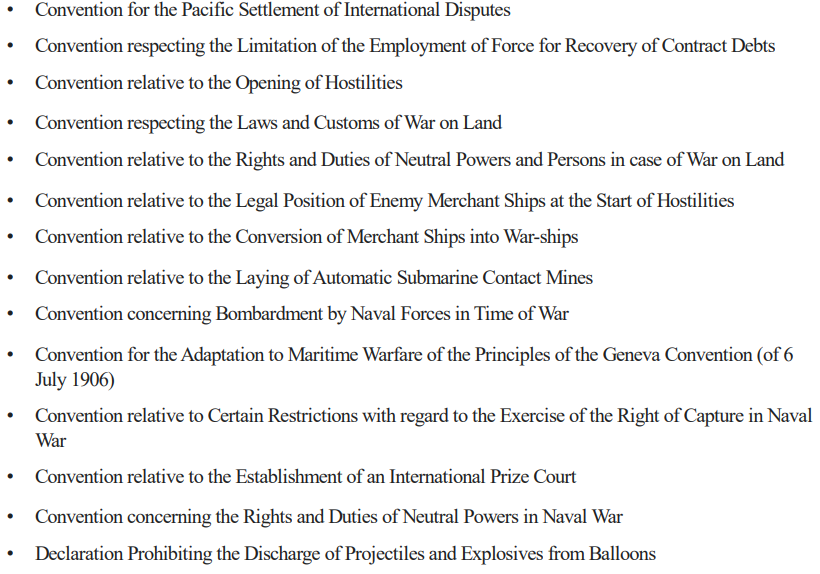 • Convention for the Pacific Settlement of International Disputes
• Convention respecting the Limitation of the Employment of Force for Recovery of Contract Debts
• Convention relative to the Opening of Hostilities
• Convention respecting the Laws and Customs of War on Land
• Convention relative to the Rights and Duties of Neutral Powers and Persons in case of War on Land
• Convention relative to the Legal Position of Enemy Merchant Ships at the Start of Hostilities
• Convention relative to the Conversion of Merchant Ships into War-ships
• Convention relative to the Laying of Automatic Submarine Contact Mines
• Convention concerning Bombardment by Naval Forces in Time of War
• Convention for the Adaptation to Maritime Warfare of the Principles of the Geneva Convention (of 6
July 1906)
• Convention relative to Certain Restrictions with regard to the Exercise of the Right of Capture in Naval
War
• Convention relative to the Establishment of an International Prize Court
• Convention concerning the Rights and Duties of Neutral Powers in Naval War
• Declaration Prohibiting the Discharge of Projectiles and Explosives from Balloons